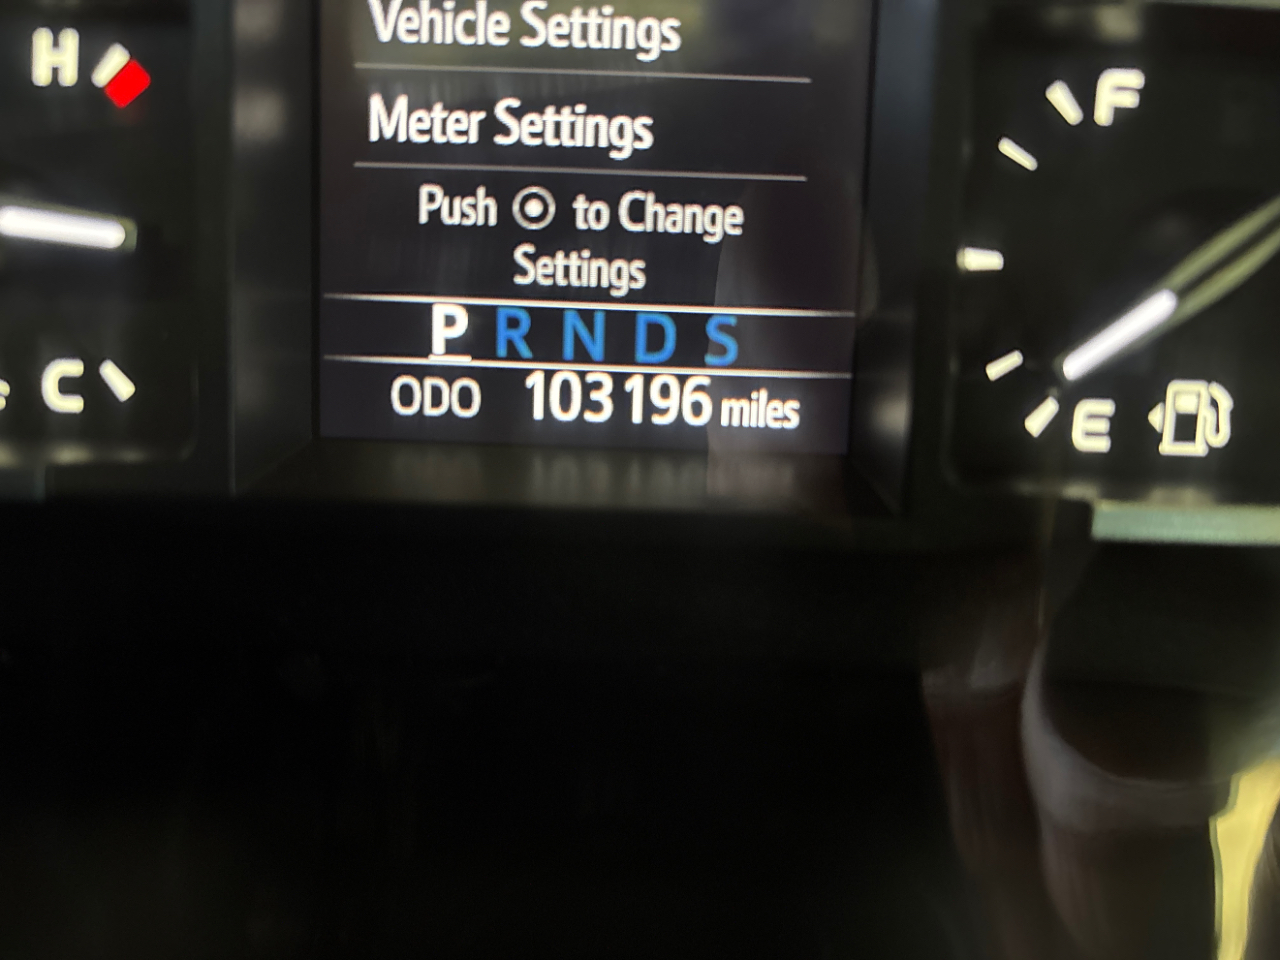 Vehicle Settings
Meter Settings
Push to Change
Settings
P R N D S
ODO 103196 miles
H
C
F
E